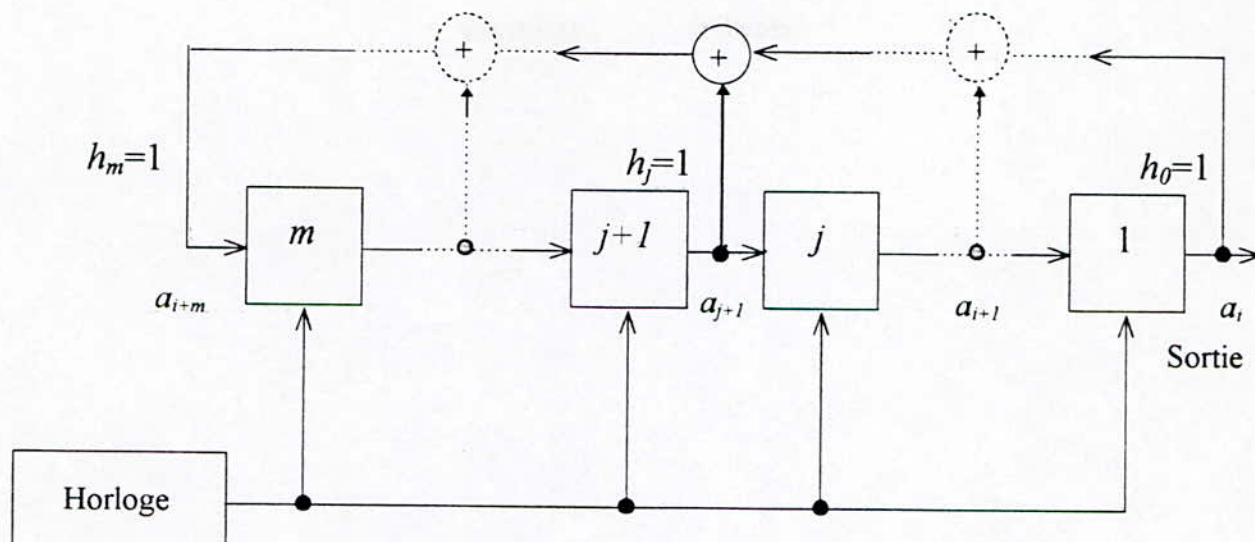 + + +
h_m=1 h_j=1 h_0=1
m j+1 j 1
a_{i+m} a_{j+1} a_{i+1} a_i
Sortie
Horloge